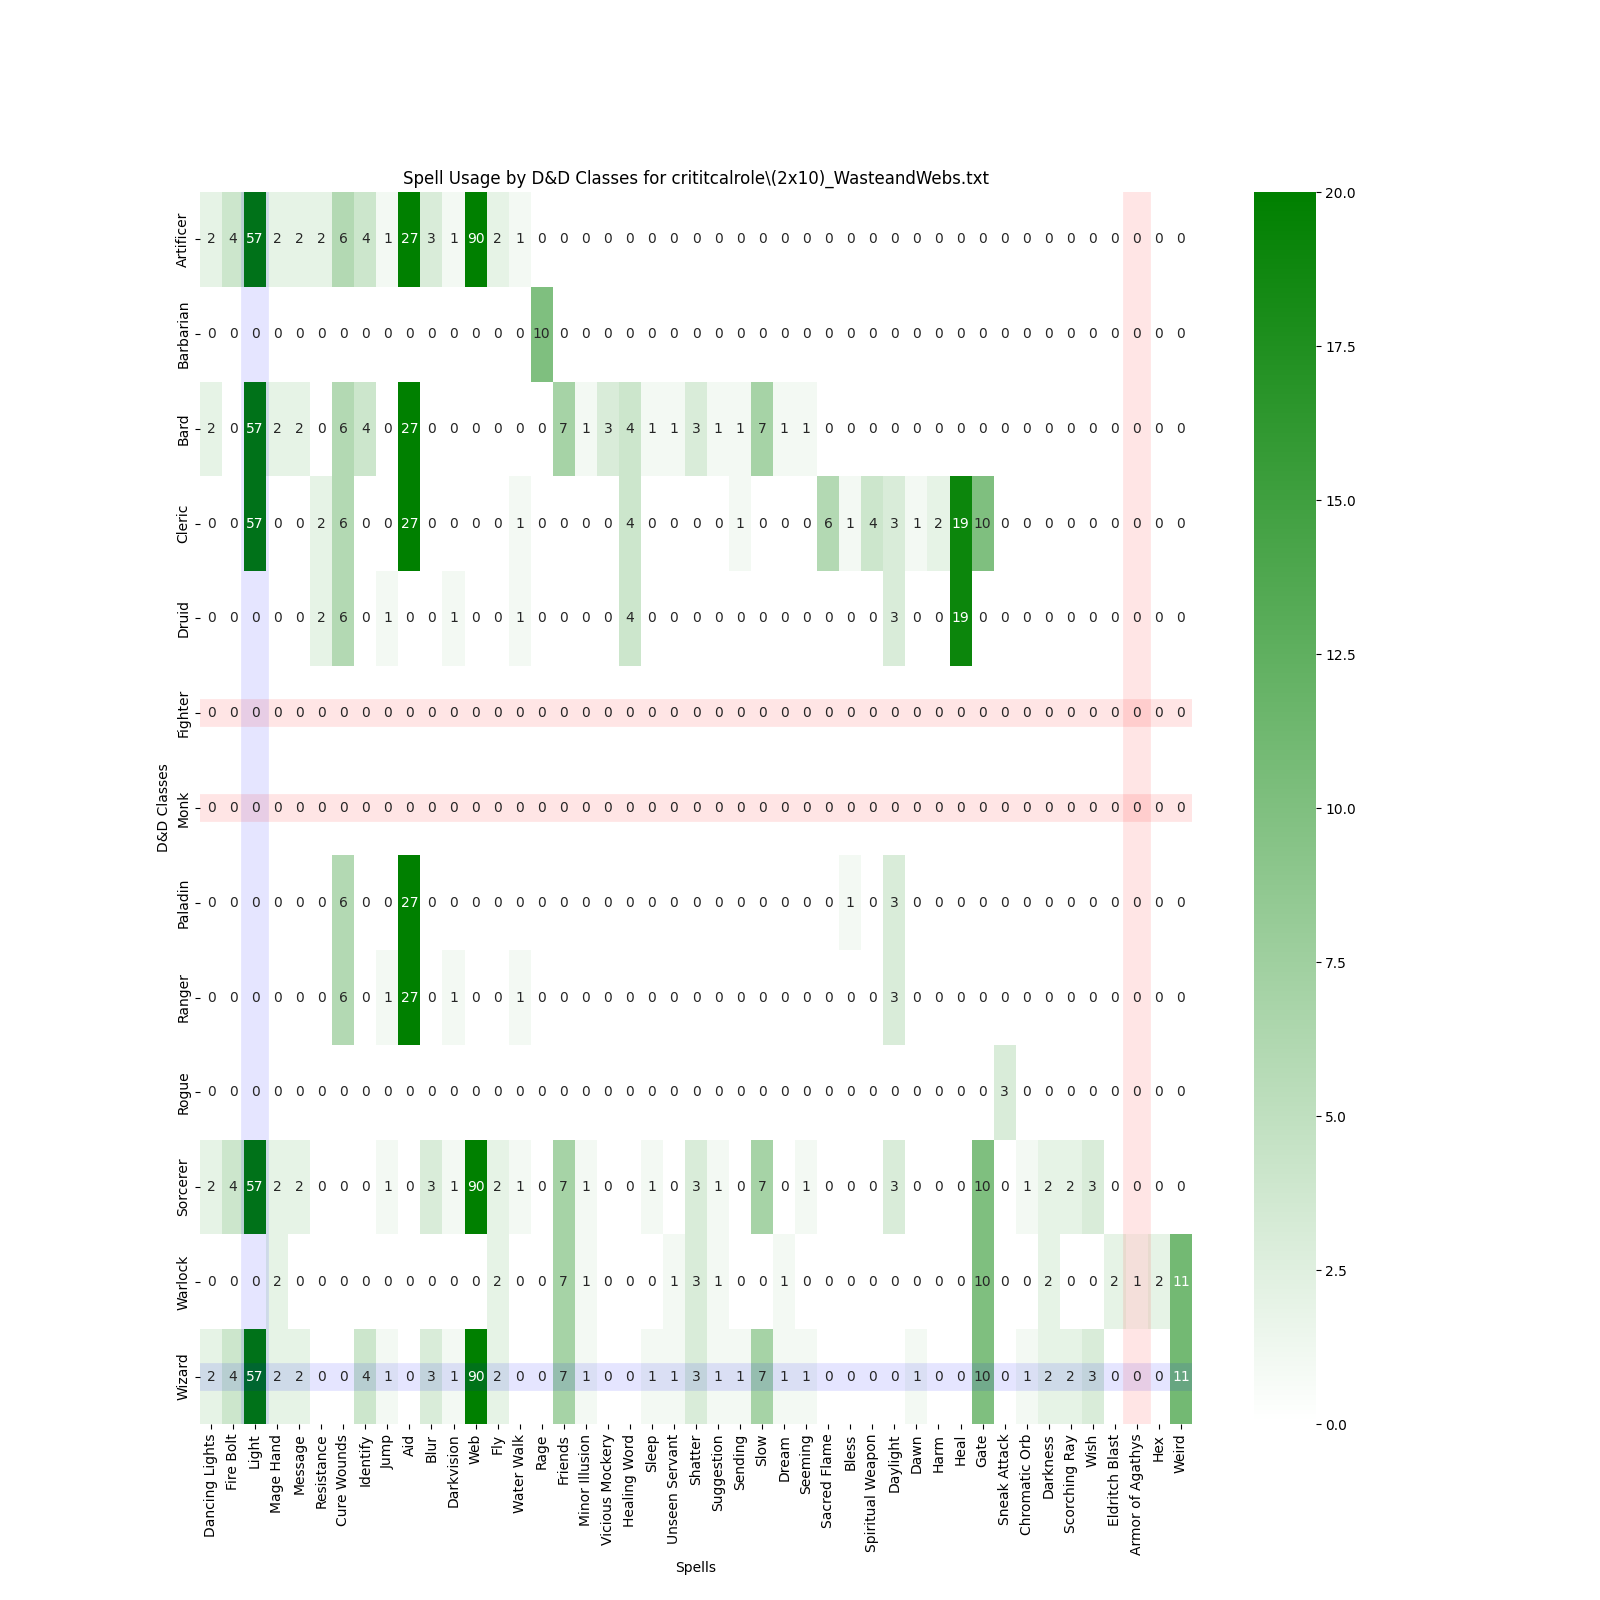 Spell Usage by D&D Classes for crititcalrole\(2x10)_WasteandWebs.txt
D&D Classes
Artificer 2 4 57 2 2 2 6 4 1 27 3 1 90 2 1 0 0 0 0 0 0 0 0 0 0 0 0 0 0 0 0 0 0 0 0 0 0 0 0 0 0 0 0 0 0
Barbarian 0 0 0 0 0 0 0 0 0 0 0 0 0 0 0 10 0 0 0 0 0 0 0 0 0 0 0 0 0 0 0 0 0 0 0 0 0 0 0 0 0 0 0 0 0
Bard 2 0 57 2 2 0 6 4 0 27 0 0 0 0 0 0 7 1 3 4 1 1 3 1 1 7 1 1 0 0 0 0 0 0 0 0 0 0 0 0 0 0 0 0 0
Cleric 0 0 57 0 0 2 6 0 0 27 0 0 0 0 1 0 0 0 0 4 0 0 0 0 1 0 0 0 6 1 4 3 1 2 19 10 0 0 0 0 0 0 0 0 0
Druid 0 0 0 0 0 2 6 0 1 0 0 1 0 0 1 0 0 0 0 4 0 0 0 0 0 0 0 0 0 0 0 3 0 0 19 0 0 0 0 0 0 0 0 0 0
Fighter 0 0 0 0 0 0 0 0 0 0 0 0 0 0 0 0 0 0 0 0 0 0 0 0 0 0 0 0 0 0 0 0 0 0 0 0 0 0 0 0 0 0 0 0 0
Monk 0 0 0 0 0 0 0 0 0 0 0 0 0 0 0 0 0 0 0 0 0 0 0 0 0 0 0 0 0 0 0 0 0 0 0 0 0 0 0 0 0 0 0 0 0
Paladin 0 0 0 0 0 0 6 0 0 27 0 0 0 0 0 0 0 0 0 0 0 0 0 0 0 0 0 0 0 1 0 3 0 0 0 0 0 0 0 0 0 0 0 0 0
Ranger 0 0 0 0 0 0 6 0 1 27 0 1 0 0 1 0 0 0 0 0 0 0 0 0 0 0 0 0 0 0 0 3 0 0 0 0 0 0 0 0 0 0 0 0 0
Rogue 0 0 0 0 0 0 0 0 0 0 0 0 0 0 0 0 0 0 0 0 0 0 0 0 0 0 0 0 0 0 0 0 0 0 0 0 3 0 0 0 0 0 0 0 0
Sorcerer 2 4 57 2 2 0 0 0 1 0 3 1 90 2 1 0 7 1 0 0 1 0 3 1 0 7 0 1 0 0 0 3 0 0 0 10 0 1 2 2 3 0 0 0 0
Warlock 0 0 0 2 0 0 0 0 0 0 0 0 0 2 0 0 7 1 0 0 0 1 3 1 0 0 1 0 0 0 0 0 0 0 0 10 0 0 2 0 0 2 1 2 11
Wizard 2 4 57 2 2 0 0 4 1 0 3 1 90 2 0 0 7 1 0 0 1 1 3 1 1 7 1 1 0 0 0 0 1 0 0 10 0 1 2 2 3 0 0 0 11
Dancing Lights
Fire Bolt
Light
Mage Hand
Message
Resistance
Cure Wounds
Identify
Jump
Aid
Blur
Darkvision
Web
Fly
Water Walk
Rage
Friends
Minor Illusion
Vicious Mockery
Healing Word
Sleep
Unseen Servant
Shatter
Suggestion
Sending
Slow
Dream
Seeming
Sacred Flame
Bless
Spiritual Weapon
Daylight
Dawn
Harm
Heal
Gate
Sneak Attack
Chromatic Orb
Darkness
Scorching Ray
Wish
Eldritch Blast
Armor of Agathys
Hex
Weird
Spells
20.0
17.5
15.0
12.5
10.0
7.5
5.0
2.5
0.0